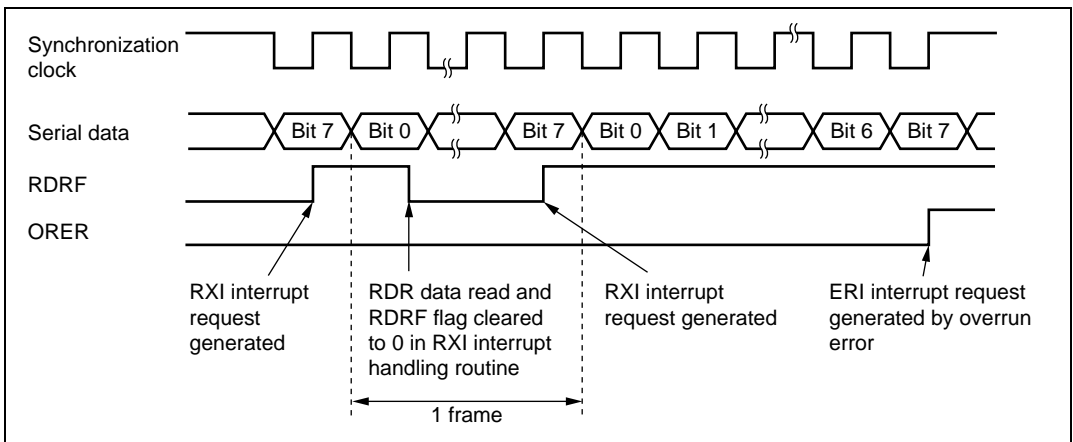 Synchronization
clock
Serial data
Bit 7
Bit 0
Bit 7
Bit 0
Bit 1
Bit 6
Bit 7
RDRF
ORER
RXI interrupt
request
generated
RDR data read and
RDRF flag cleared
to 0 in RXI interrupt
handling routine
RXI interrupt
request generated
ERI interrupt request
generated by overrun
error
1 frame